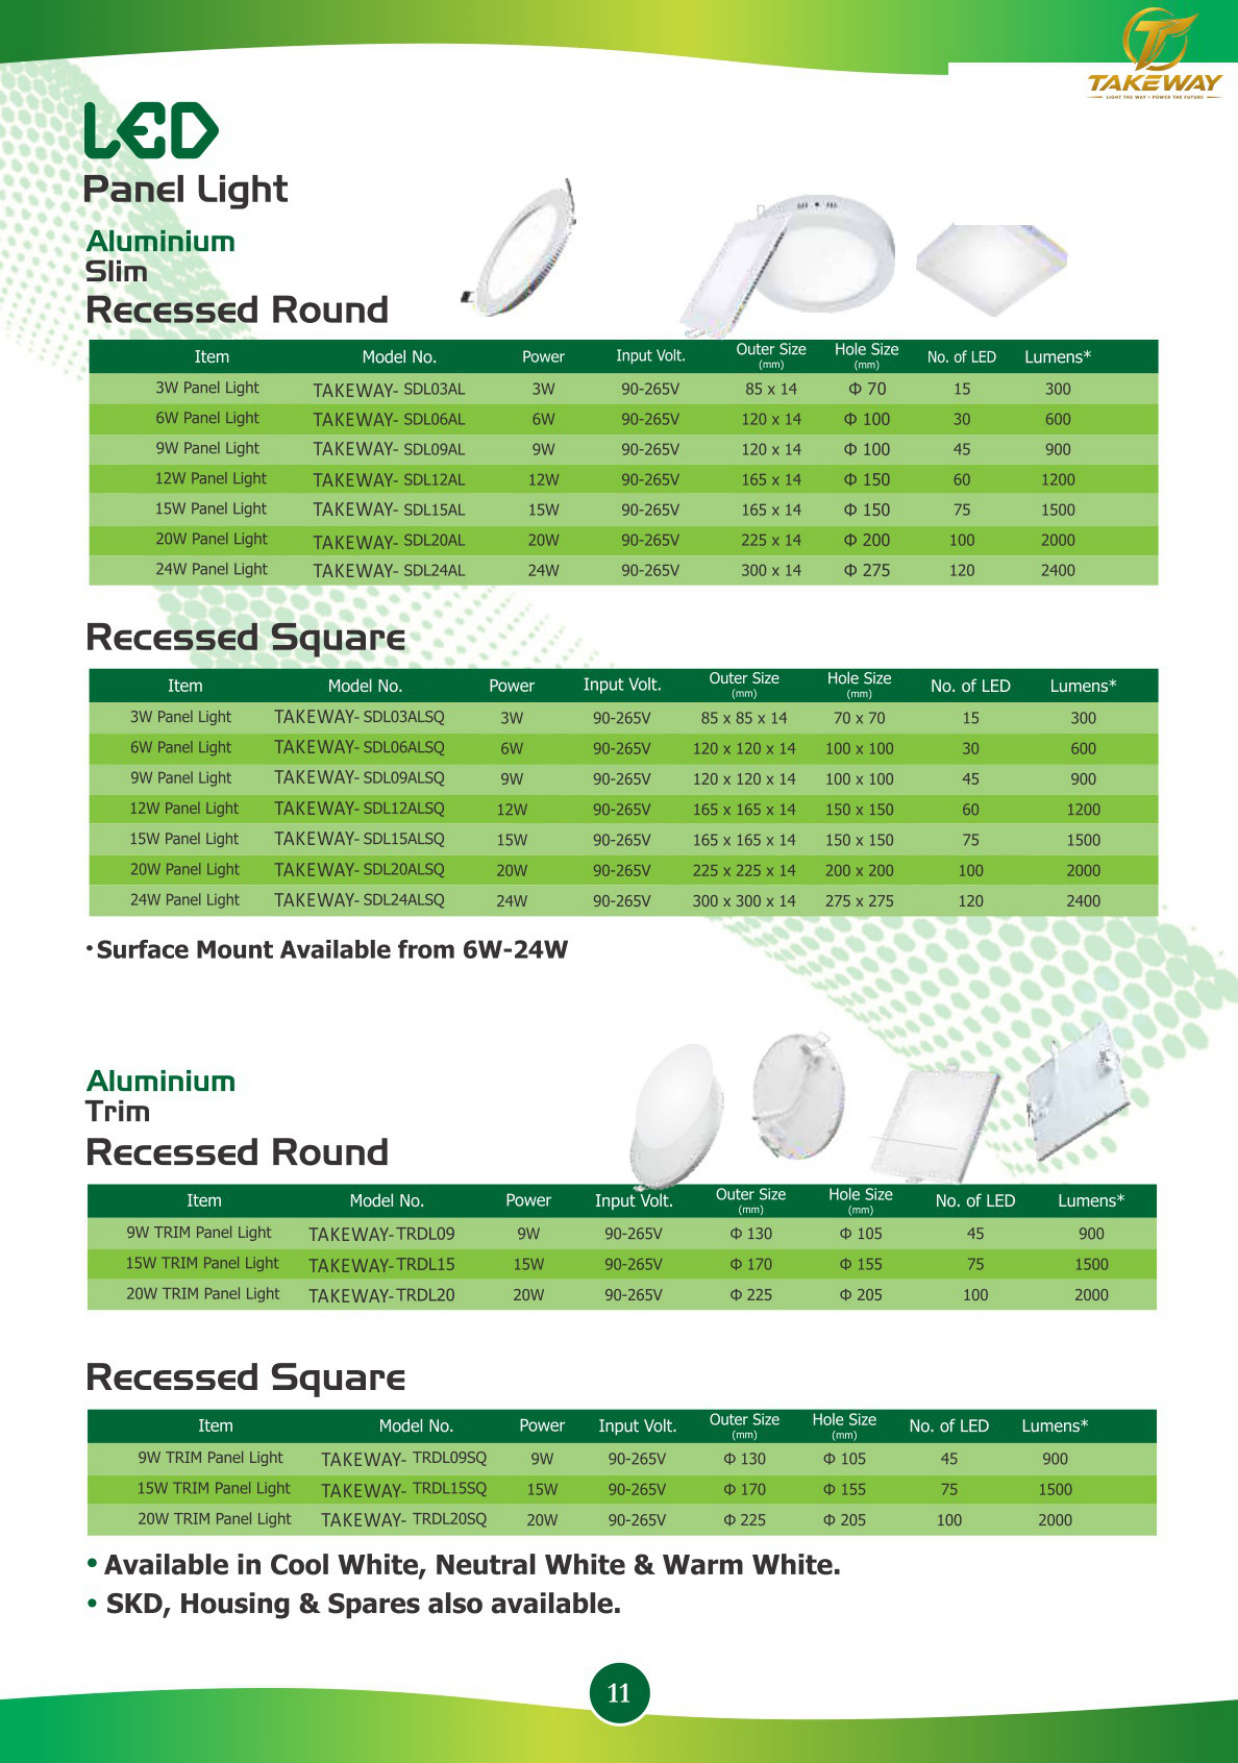 TAKEWAY
LIGHT THE WAY - POWER THE FUTURE
LED
Panel Light
Aluminium
Slim
Recessed Round
Item Model No. Power Input Volt. Outer Size (mm) Hole Size (mm) No. of LED Lumens*
3W Panel Light TAKEWAY- SDL03AL 3W 90-265V 85 x 14 Φ 70 15 300
6W Panel Light TAKEWAY- SDL06AL 6W 90-265V 120 x 14 Φ 100 30 600
9W Panel Light TAKEWAY- SDL09AL 9W 90-265V 120 x 14 Φ 100 45 900
12W Panel Light TAKEWAY- SDL12AL 12W 90-265V 165 x 14 Φ 150 60 1200
15W Panel Light TAKEWAY- SDL15AL 15W 90-265V 165 x 14 Φ 150 75 1500
20W Panel Light TAKEWAY- SDL20AL 20W 90-265V 225 x 14 Φ 200 100 2000
24W Panel Light TAKEWAY- SDL24AL 24W 90-265V 300 x 14 Φ 275 120 2400
Recessed Square
Item Model No. Power Input Volt. Outer Size (mm) Hole Size (mm) No. of LED Lumens*
3W Panel Light TAKEWAY- SDL03ALSQ 3W 90-265V 85 x 85 x 14 70 x 70 15 300
6W Panel Light TAKEWAY- SDL06ALSQ 6W 90-265V 120 x 120 x 14 100 x 100 30 600
9W Panel Light TAKEWAY- SDL09ALSQ 9W 90-265V 120 x 120 x 14 100 x 100 45 900
12W Panel Light TAKEWAY- SDL12ALSQ 12W 90-265V 165 x 165 x 14 150 x 150 60 1200
15W Panel Light TAKEWAY- SDL15ALSQ 15W 90-265V 165 x 165 x 14 150 x 150 75 1500
20W Panel Light TAKEWAY- SDL20ALSQ 20W 90-265V 225 x 225 x 14 200 x 200 100 2000
24W Panel Light TAKEWAY- SDL24ALSQ 24W 90-265V 300 x 300 x 14 275 x 275 120 2400
• Surface Mount Available from 6W-24W
Aluminium
Trim
Recessed Round
Item Model No. Power Input Volt. Outer Size (mm) Hole Size (mm) No. of LED Lumens*
9W TRIM Panel Light TAKEWAY- TRDL09 9W 90-265V Φ 130 Φ 105 45 900
15W TRIM Panel Light TAKEWAY- TRDL15 15W 90-265V Φ 170 Φ 155 75 1500
20W TRIM Panel Light TAKEWAY- TRDL20 20W 90-265V Φ 225 Φ 205 100 2000
Recessed Square
Item Model No. Power Input Volt. Outer Size (mm) Hole Size (mm) No. of LED Lumens*
9W TRIM Panel Light TAKEWAY- TRDL09SQ 9W 90-265V Φ 130 Φ 105 45 900
15W TRIM Panel Light TAKEWAY- TRDL15SQ 15W 90-265V Φ 170 Φ 155 75 1500
20W TRIM Panel Light TAKEWAY- TRDL20SQ 20W 90-265V Φ 225 Φ 205 100 2000
• Available in Cool White, Neutral White & Warm White.
• SKD, Housing & Spares also available.
11